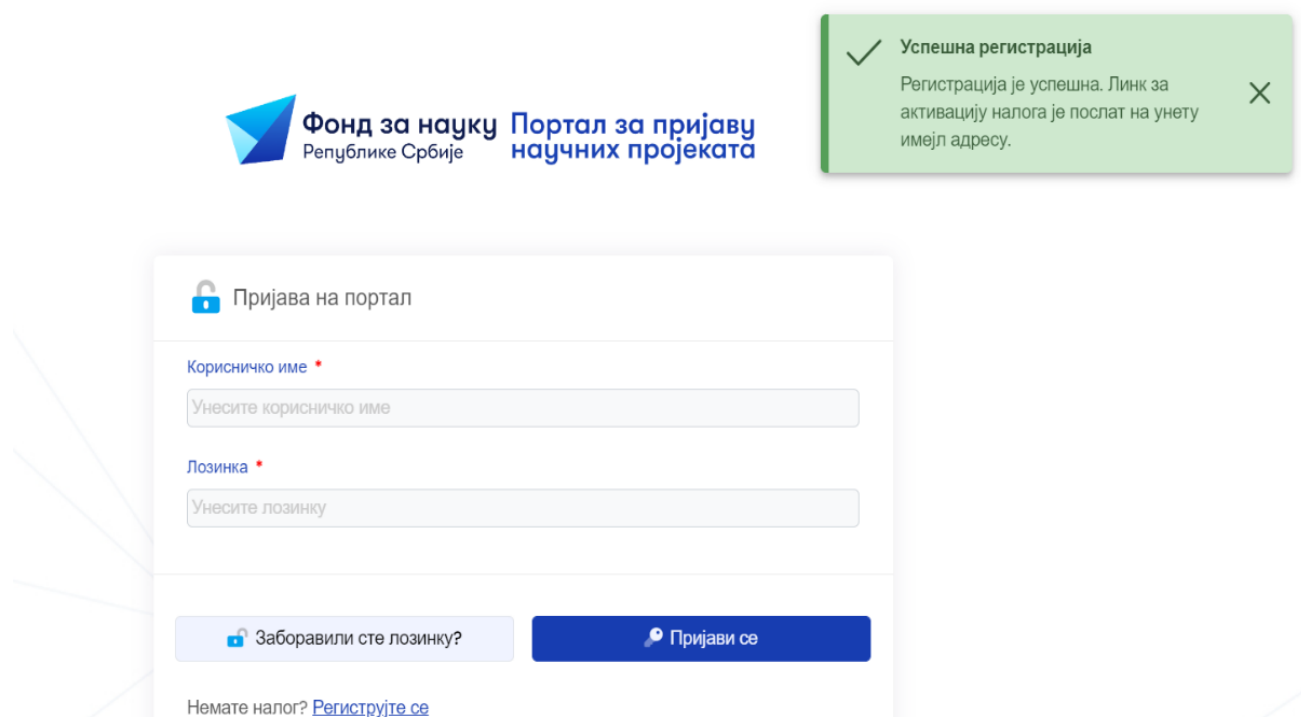 Успешна регистрација
Регистрација је успешна. Линк за
активацију налога је послат на унету
имејл адресу.
Фонд за науку
Републике Србије
Портал за пријаву
научних пројеката
Пријава на портал
Корисничко име *
Унесите корисничко име
Лозинка *
Унесите лозинку
Заборавили сте лозинку?
Пријави се
Немате налог? Региструјте се